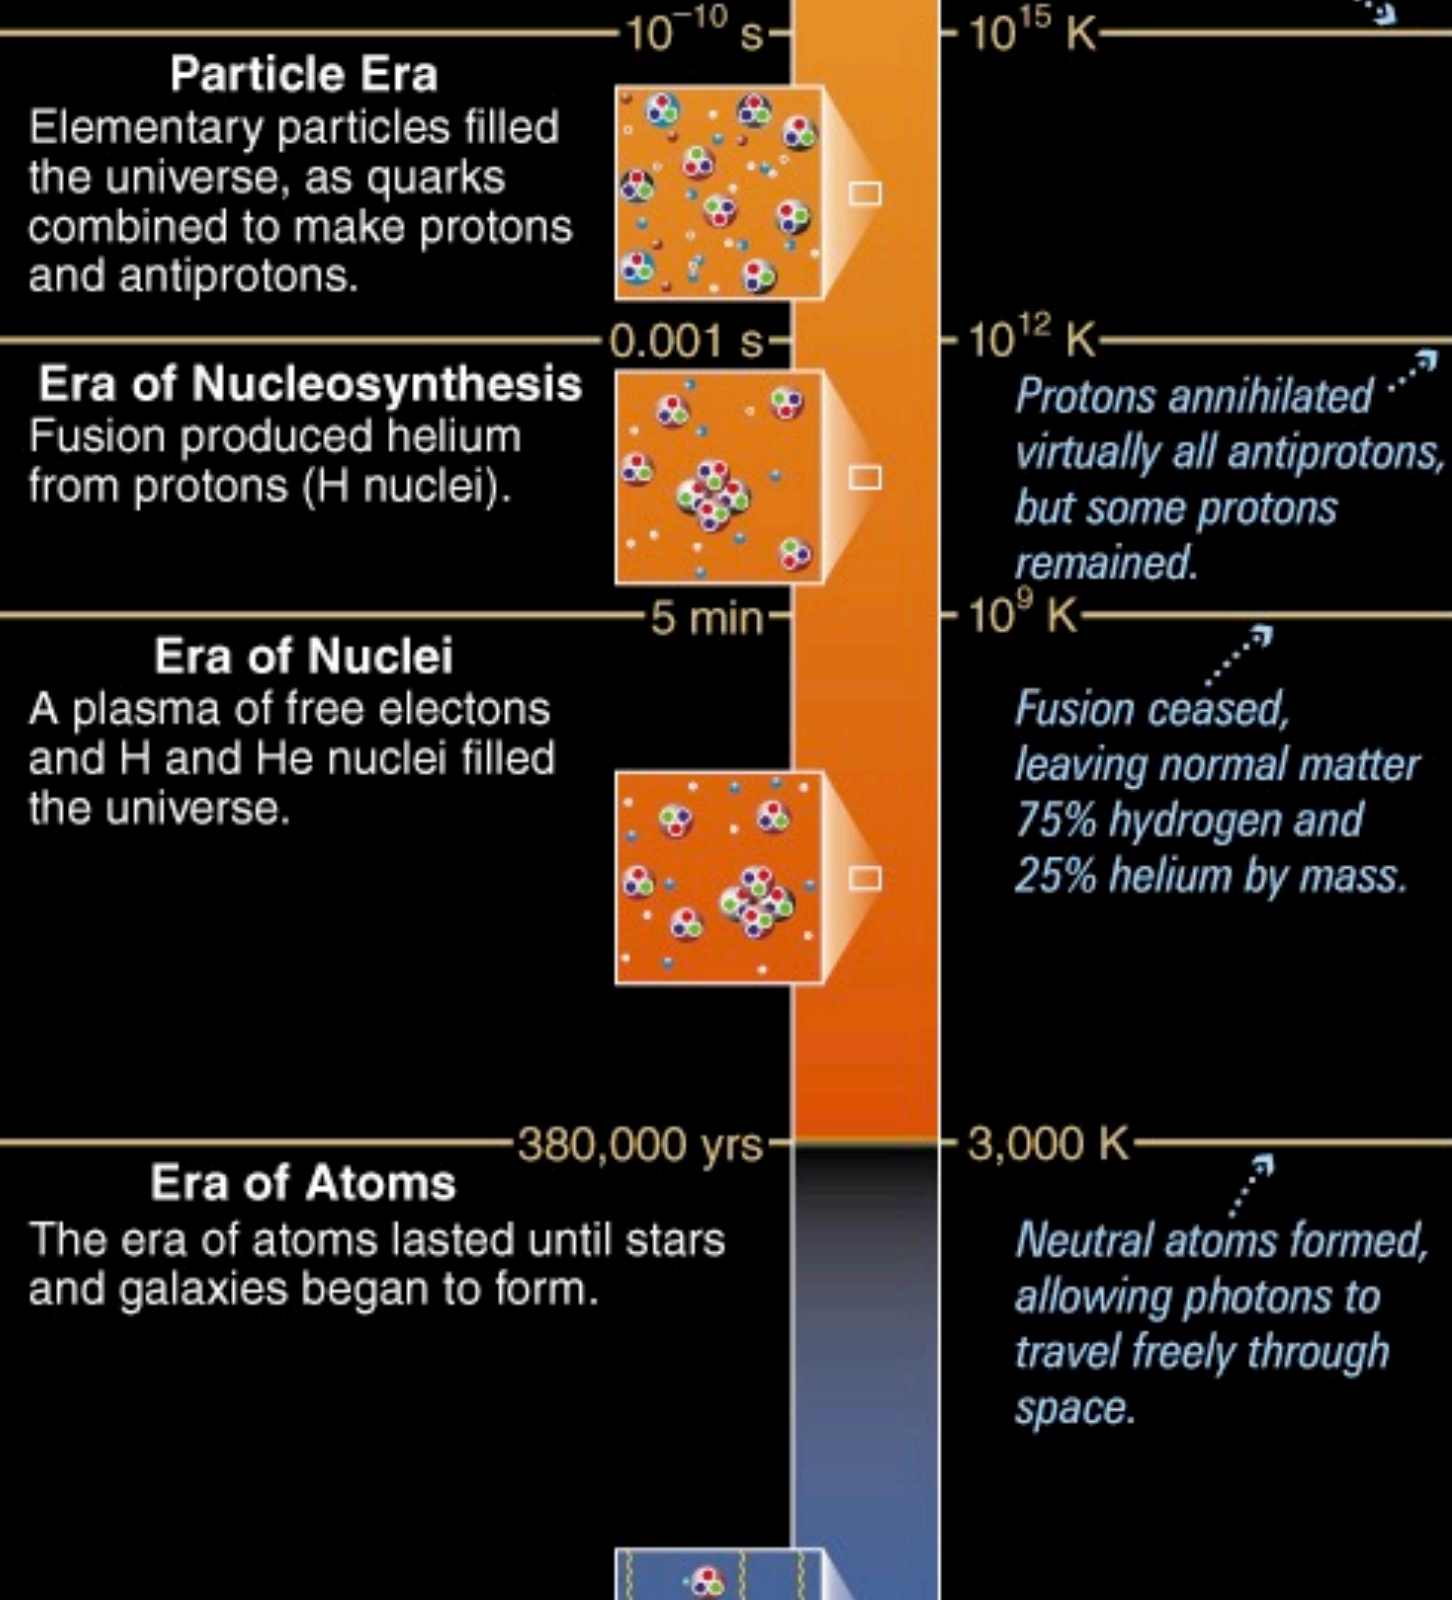 10⁻¹⁰ s
10¹⁵ K
Particle Era
Elementary particles filled
the universe, as quarks
combined to make protons
and antiprotons.
0.001 s
10¹² K
Era of Nucleosynthesis
Fusion produced helium
from protons (H nuclei).
Protons annihilated
virtually all antiprotons,
but some protons
remained.
5 min
10⁹ K
Era of Nuclei
A plasma of free electons
and H and He nuclei filled
the universe.
Fusion ceased,
leaving normal matter
75% hydrogen and
25% helium by mass.
380,000 yrs
3,000 K
Era of Atoms
The era of atoms lasted until stars
and galaxies began to form.
Neutral atoms formed,
allowing photons to
travel freely through
space.